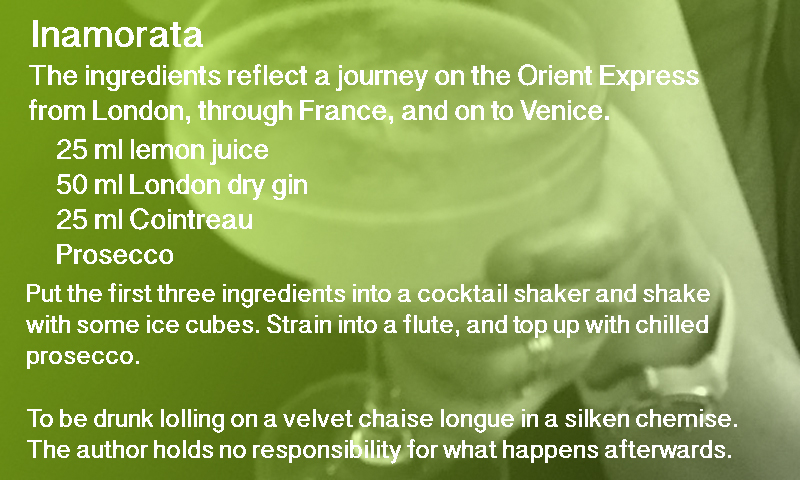 Inamorata
The ingredients reflect a journey on the Orient Express
from London, through France, and on to Venice.
25 ml lemon juice
50 ml London dry gin
25 ml Cointreau
Prosecco
Put the first three ingredients into a cocktail shaker and shake
with some ice cubes. Strain into a flute, and top up with chilled
prosecco.
To be drunk lolling on a velvet chaise longue in a silken chemise.
The author holds no responsibility for what happens afterwards.